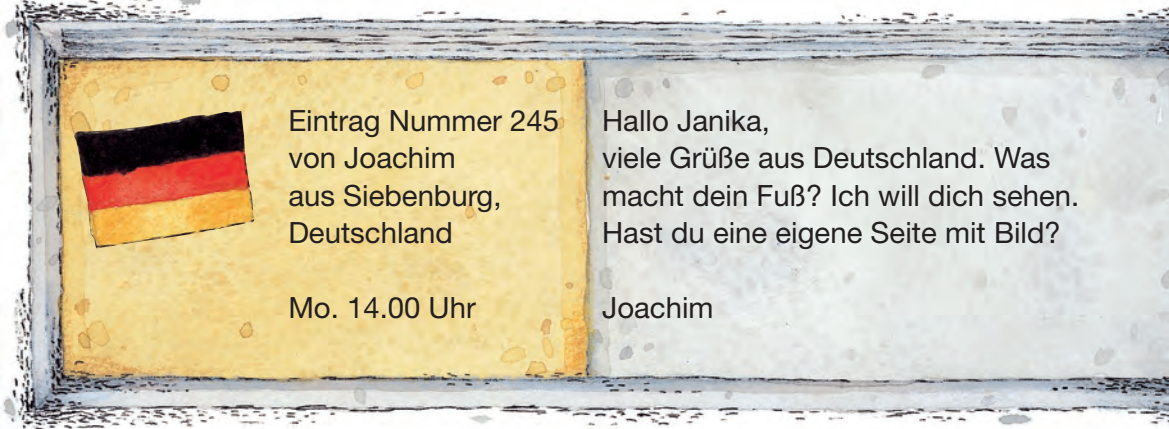 Eintrag Nummer 245
von Joachim
aus Siebenburg,
Deutschland
Mo. 14.00 Uhr
Hallo Janika,
viele Grüße aus Deutschland. Was
macht dein Fuß? Ich will dich sehen.
Hast du eine eigene Seite mit Bild?
Joachim